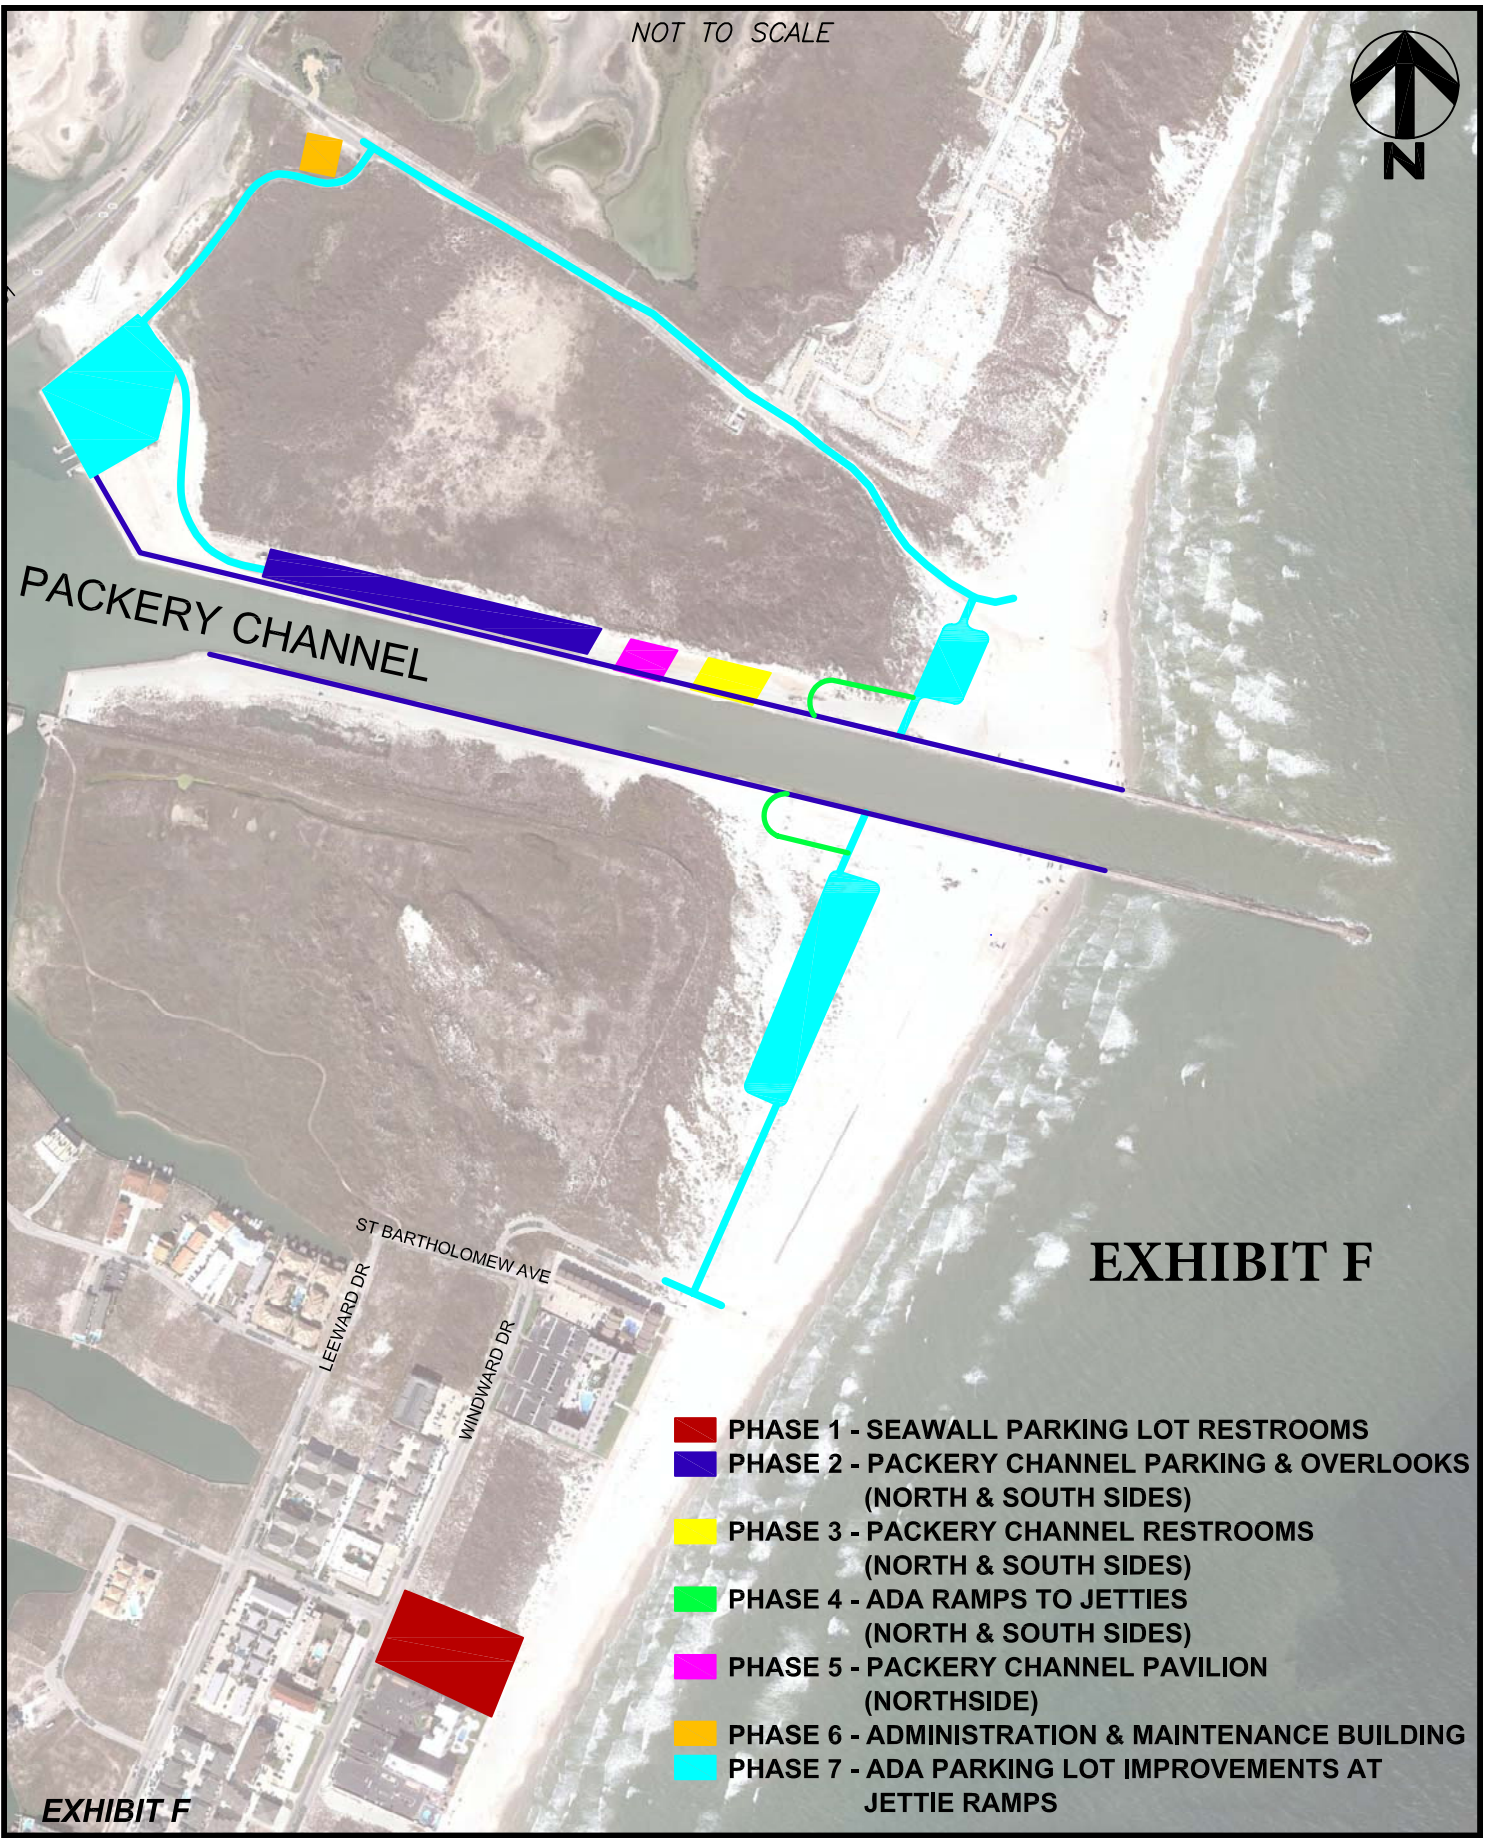 NOT TO SCALE
N
PACKERY CHANNEL
ST BARTHOLOMEW AVE
LEEWARD DR
WINDWARD DR
EXHIBIT F
PHASE 1 - SEAWALL PARKING LOT RESTROOMS
PHASE 2 - PACKERY CHANNEL PARKING & OVERLOOKS
(NORTH & SOUTH SIDES)
PHASE 3 - PACKERY CHANNEL RESTROOMS
(NORTH & SOUTH SIDES)
PHASE 4 - ADA RAMPS TO JETTIES
(NORTH & SOUTH SIDES)
PHASE 5 - PACKERY CHANNEL PAVILION
(NORTHSIDE)
PHASE 6 - ADMINISTRATION & MAINTENANCE BUILDING
PHASE 7 - ADA PARKING LOT IMPROVEMENTS AT
JETTIE RAMPS
EXHIBIT F